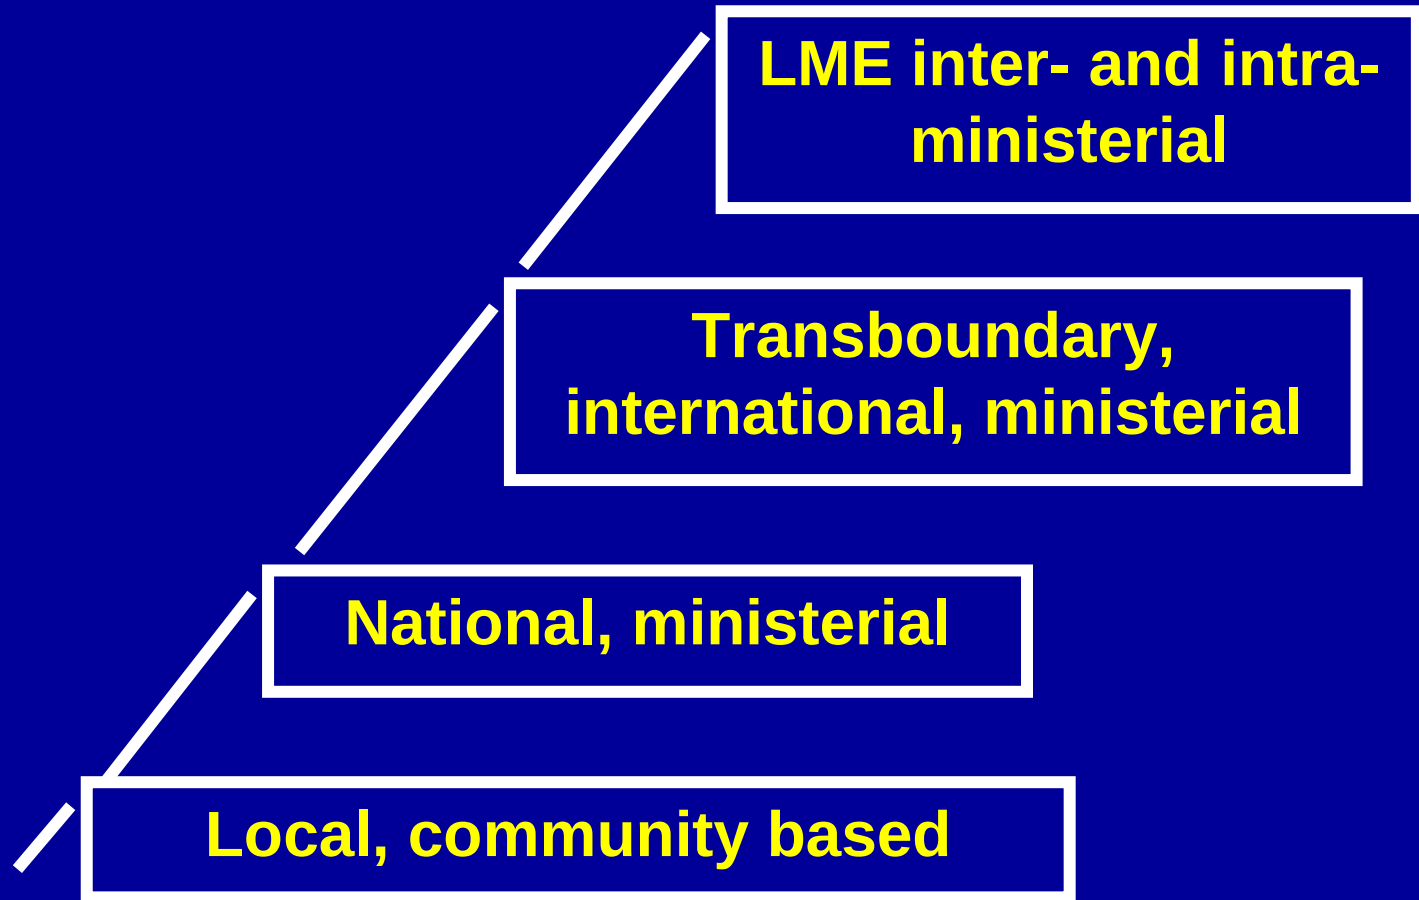 LME inter- and intra-
ministerial
Transboundary,
international, ministerial
National, ministerial
Local, community based